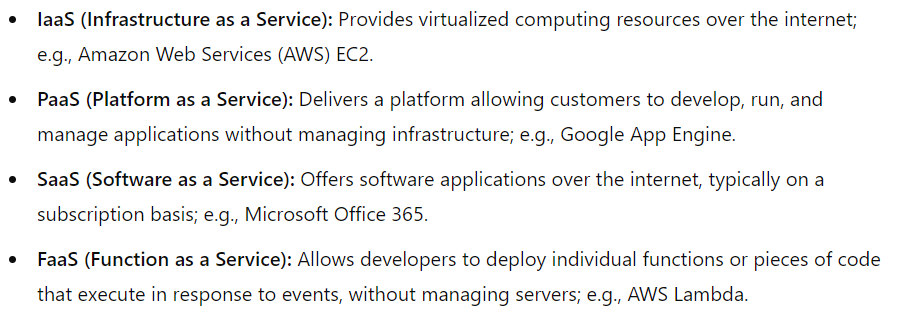 • IaaS (Infrastructure as a Service): Provides virtualized computing resources over the internet;
e.g., Amazon Web Services (AWS) EC2.
• PaaS (Platform as a Service): Delivers a platform allowing customers to develop, run, and
manage applications without managing infrastructure; e.g., Google App Engine.
• SaaS (Software as a Service): Offers software applications over the internet, typically on a
subscription basis; e.g., Microsoft Office 365.
• FaaS (Function as a Service): Allows developers to deploy individual functions or pieces of code
that execute in response to events, without managing servers; e.g., AWS Lambda.